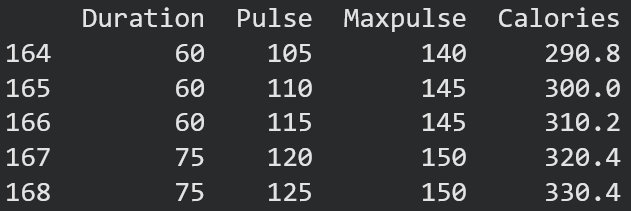 Duration Pulse Maxpulse Calories
164 60 105 140 290.8
165 60 110 145 300.0
166 60 115 145 310.2
167 75 120 150 320.4
168 75 125 150 330.4